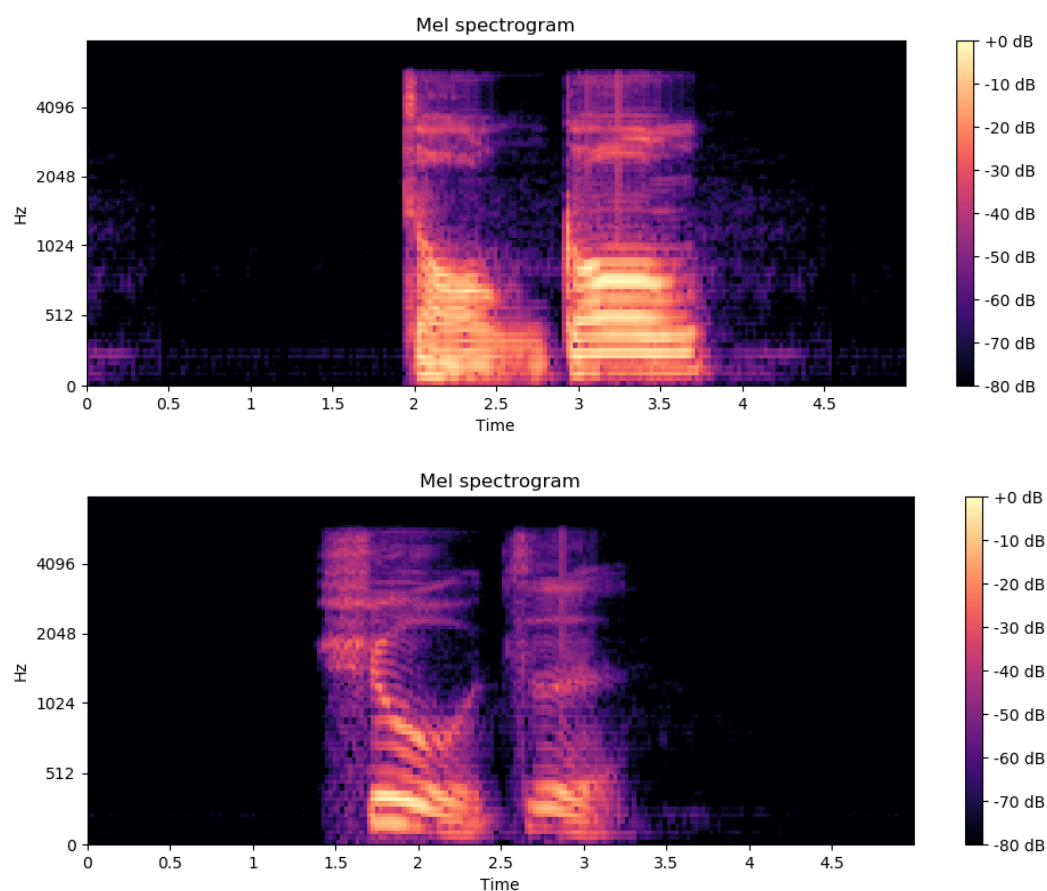 Mel spectrogram
+0 dB
4096
-10 dB
-20 dB
2048
-30 dB
Hz
1024
-40 dB
-50 dB
512
-60 dB
-70 dB
0
-80 dB
0 0.5 1 1.5 2 2.5 3 3.5 4 4.5
Time
Mel spectrogram
+0 dB
4096
-10 dB
-20 dB
2048
-30 dB
Hz
1024
-40 dB
-50 dB
512
-60 dB
-70 dB
0
-80 dB
0 0.5 1 1.5 2 2.5 3 3.5 4 4.5
Time